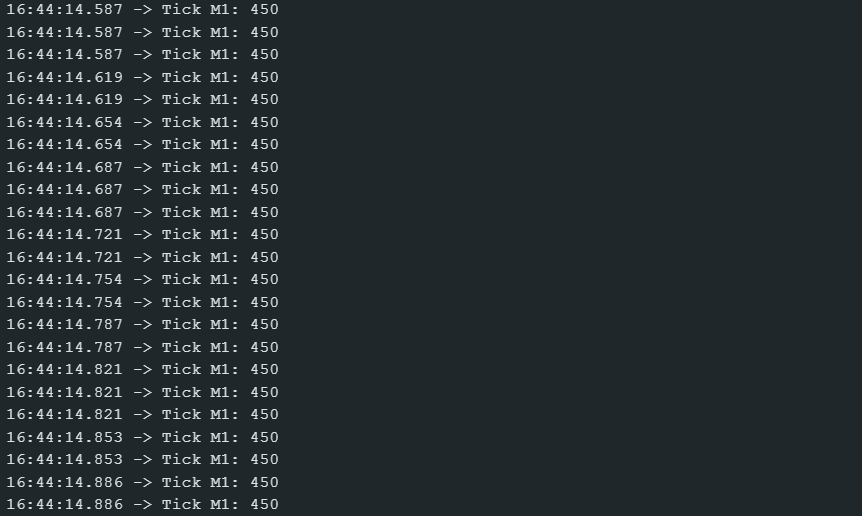 16:44:14.587 -> Tick M1: 450
16:44:14.587 -> Tick M1: 450
16:44:14.587 -> Tick M1: 450
16:44:14.619 -> Tick M1: 450
16:44:14.619 -> Tick M1: 450
16:44:14.654 -> Tick M1: 450
16:44:14.654 -> Tick M1: 450
16:44:14.687 -> Tick M1: 450
16:44:14.687 -> Tick M1: 450
16:44:14.687 -> Tick M1: 450
16:44:14.721 -> Tick M1: 450
16:44:14.721 -> Tick M1: 450
16:44:14.754 -> Tick M1: 450
16:44:14.754 -> Tick M1: 450
16:44:14.787 -> Tick M1: 450
16:44:14.787 -> Tick M1: 450
16:44:14.821 -> Tick M1: 450
16:44:14.821 -> Tick M1: 450
16:44:14.821 -> Tick M1: 450
16:44:14.853 -> Tick M1: 450
16:44:14.853 -> Tick M1: 450
16:44:14.886 -> Tick M1: 450
16:44:14.886 -> Tick M1: 450